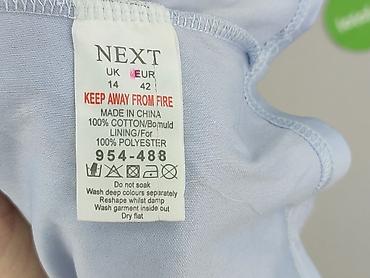 NEXT
UK EUR
14 42
KEEP AWAY FROM FIRE
MADE IN CHINA
100% COTTON/Bomuld
LINING/For
100% POLYESTER
954-488
Do not soak
Wash deep colours separately
Reshape whilst damp
Wash garment inside out
Dry flat